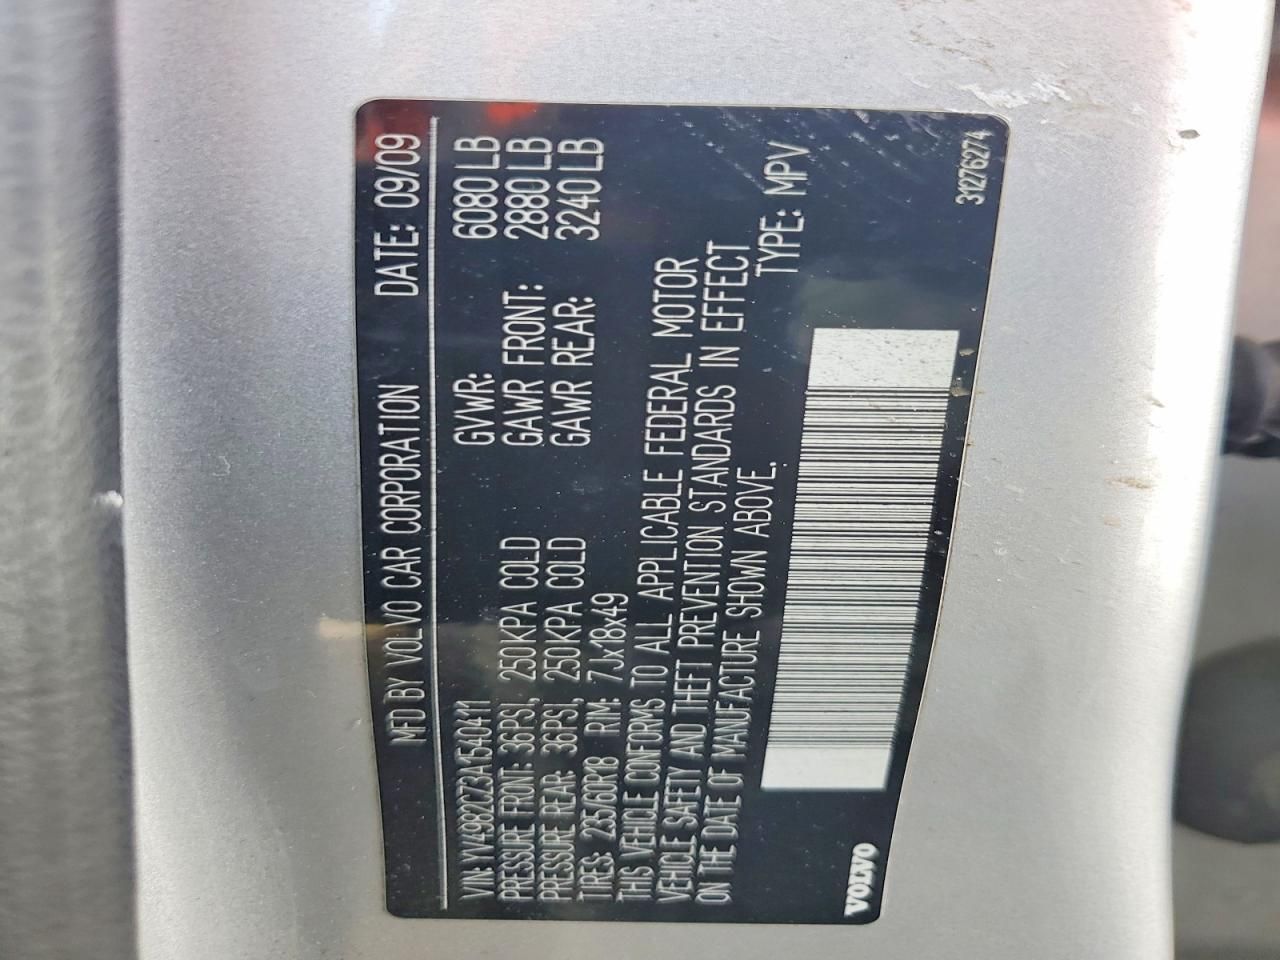 MFD BY VOLVO CAR CORPORATION DATE: 09/09
VIN: YV4982CZ3A1540411 GVWR: 6080 LB
PRESSURE FRONT: 36PSI, 250KPA COLD GAWR FRONT: 2880 LB
PRESSURE REAR: 36PSI, 250KPA COLD GAWR REAR: 3240 LB
TIRES: 235/60R18 RIM: 7Jx18x49
THIS VEHICLE CONFORMS TO ALL APPLICABLE FEDERAL MOTOR
VEHICLE SAFETY AND THEFT PREVENTION STANDARDS IN EFFECT
ON THE DATE OF MANUFACTURE SHOWN ABOVE.
TYPE: MPV
VOLVO
31276274